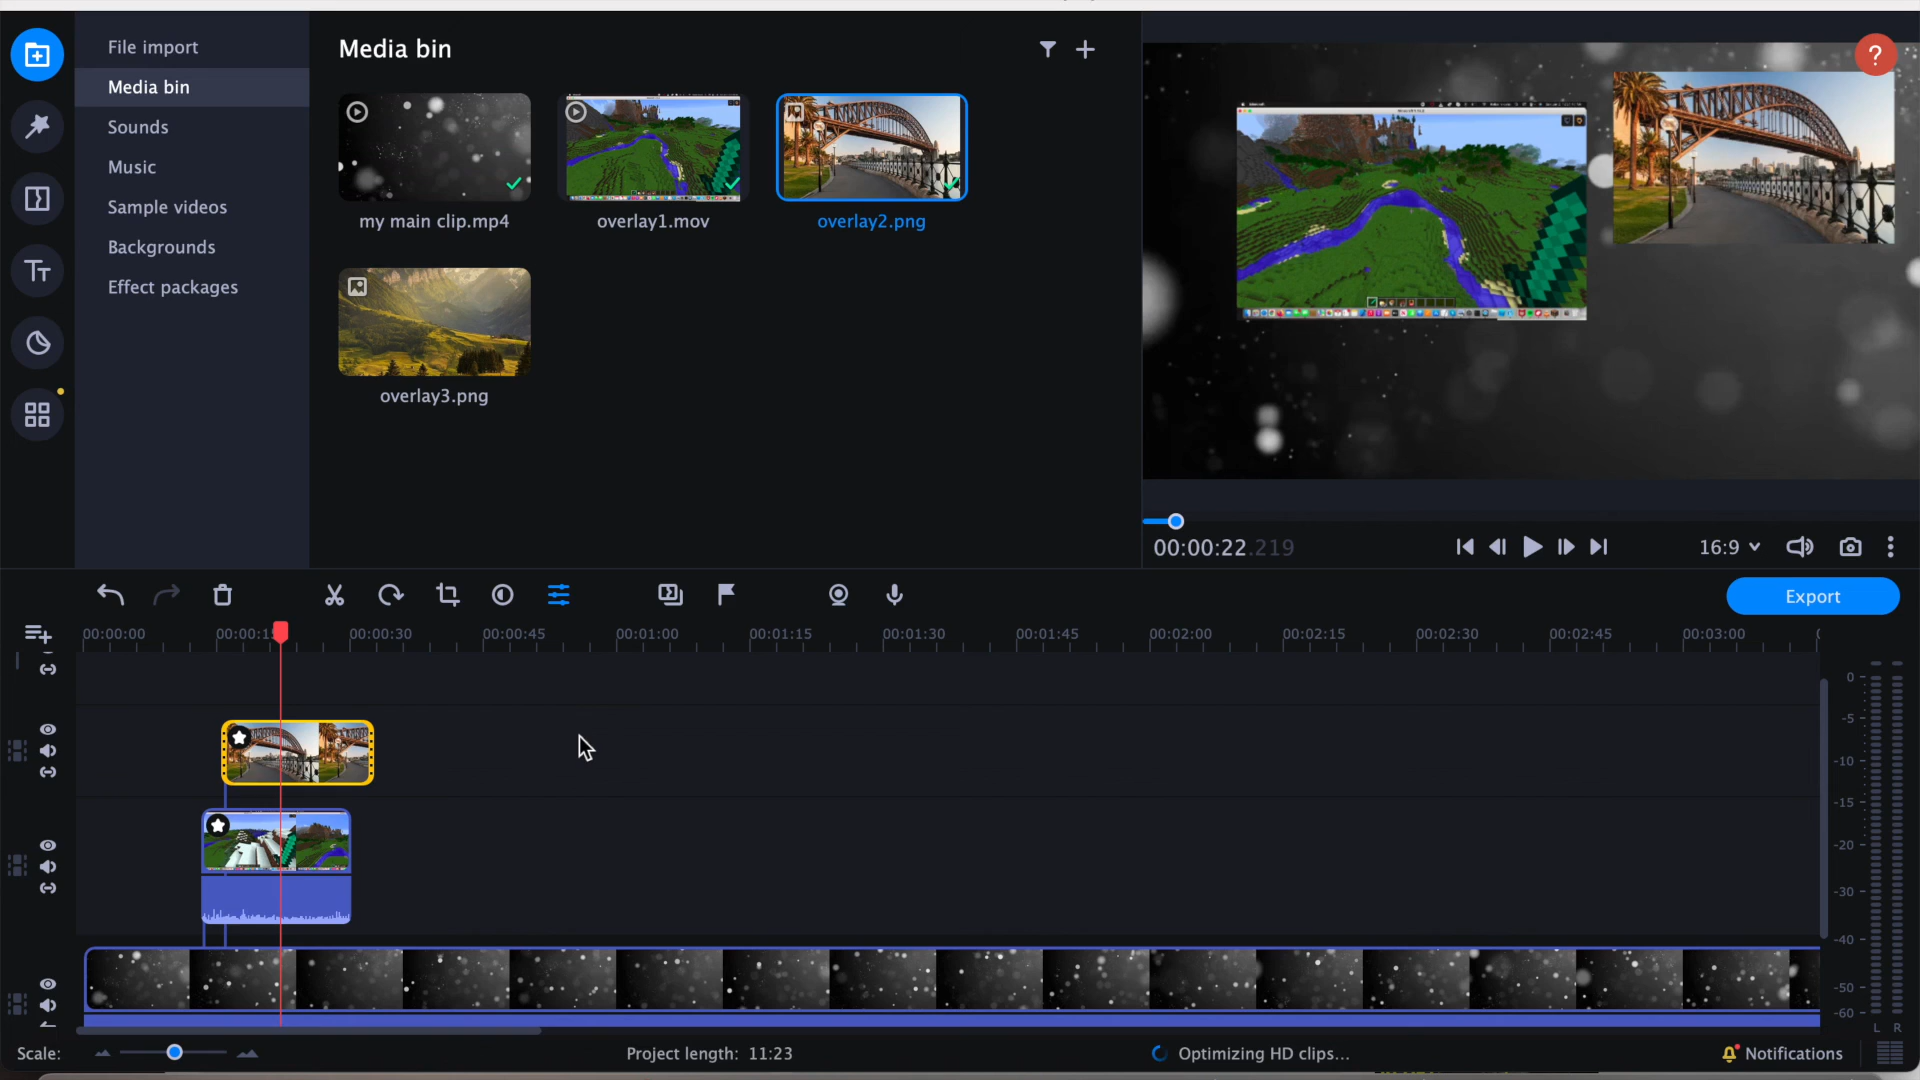 File import
Media bin
Sounds
Music
Sample videos
Backgrounds
Effect packages
Media bin
my main clip.mp4
overlay1.mov
overlay2.png
overlay3.png
?
00:00:22.219
16:9
Export
00:00:00
00:00:15
00:00:30
00:00:45
00:01:00
00:01:15
00:01:30
00:01:45
00:02:00
00:02:15
00:02:30
00:02:45
00:03:00
0
-5
-10
-15
-20
-30
-40
-50
-60
L R
Scale:
Project length: 11:23
Optimizing HD clips...
Notifications